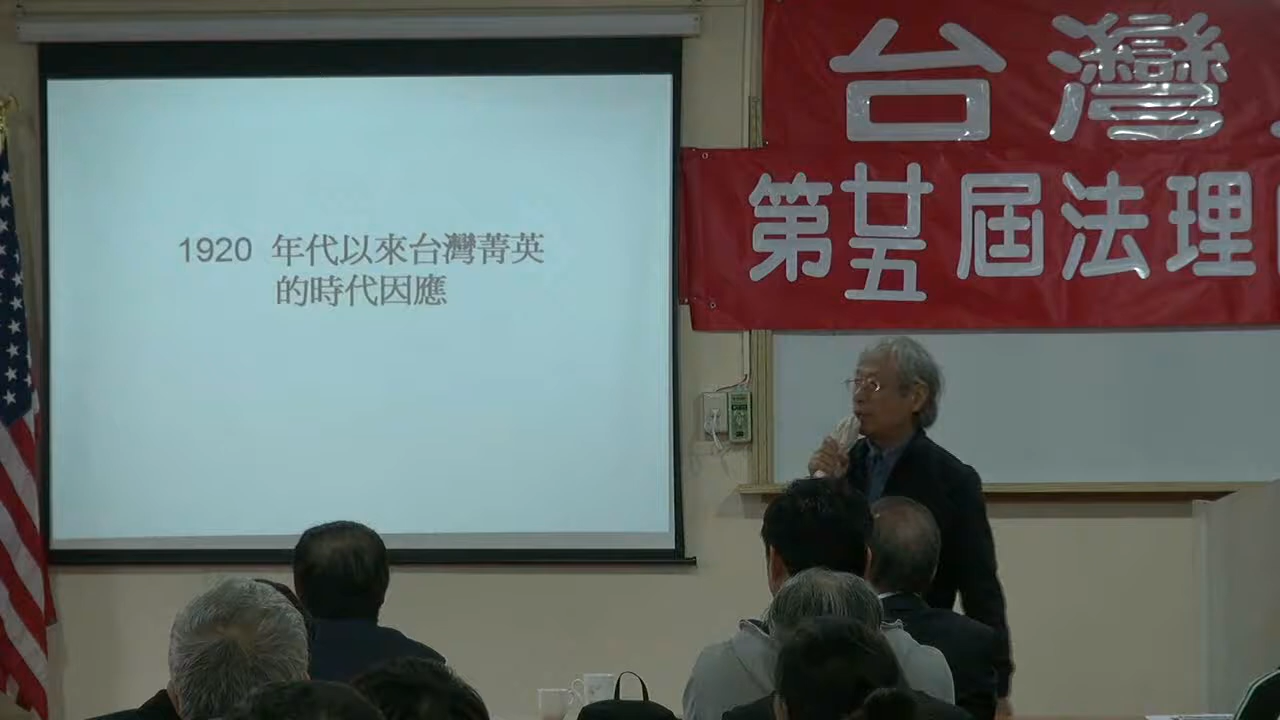 1920 年代以來台灣菁英
的時代因應
台灣
第廿五屆法理